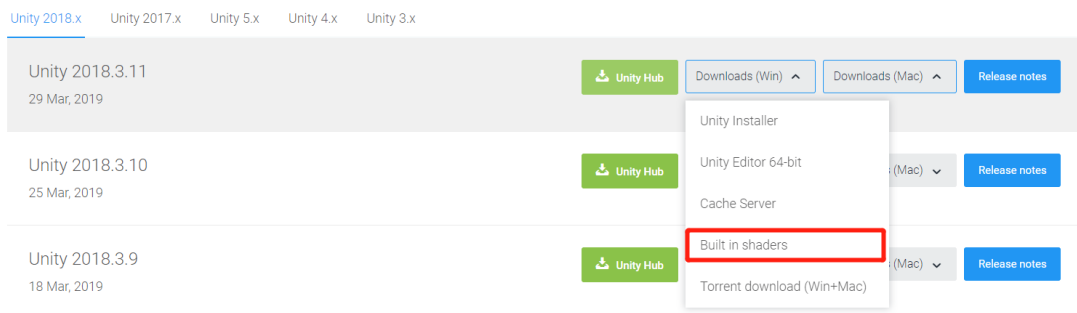 Unity 2018.x Unity 2017.x Unity 5.x Unity 4.x Unity 3.x
Unity 2018.3.11
29 Mar, 2019
Unity Hub Downloads (Win) Downloads (Mac) Release notes
Unity Installer
Unity Editor 64-bit
Cache Server
Built in shaders
Torrent download (Win+Mac)
Unity 2018.3.10
25 Mar, 2019
Unity Hub (Mac) Release notes
Unity 2018.3.9
18 Mar, 2019
Unity Hub (Mac) Release notes